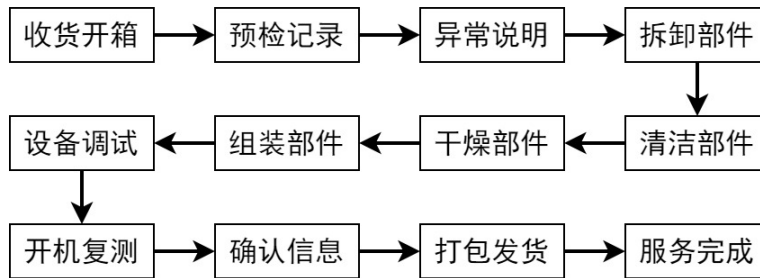 收货开箱
预检记录
异常说明
拆卸部件
清洁部件
干燥部件
组装部件
设备调试
开机复测
确认信息
打包发货
服务完成